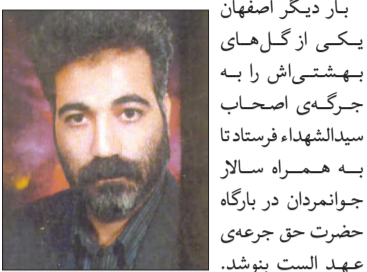 بار دیگر اصفهان
یکی از گل‌های
بهشتی‌اش را به
جرگه‌ی اصحاب
سیدالشهداء فرستاد تا
به همراه سالار
جوانمردان در بارگاه
حضرت حق جرعه‌ی
عهد الست بنوشد.